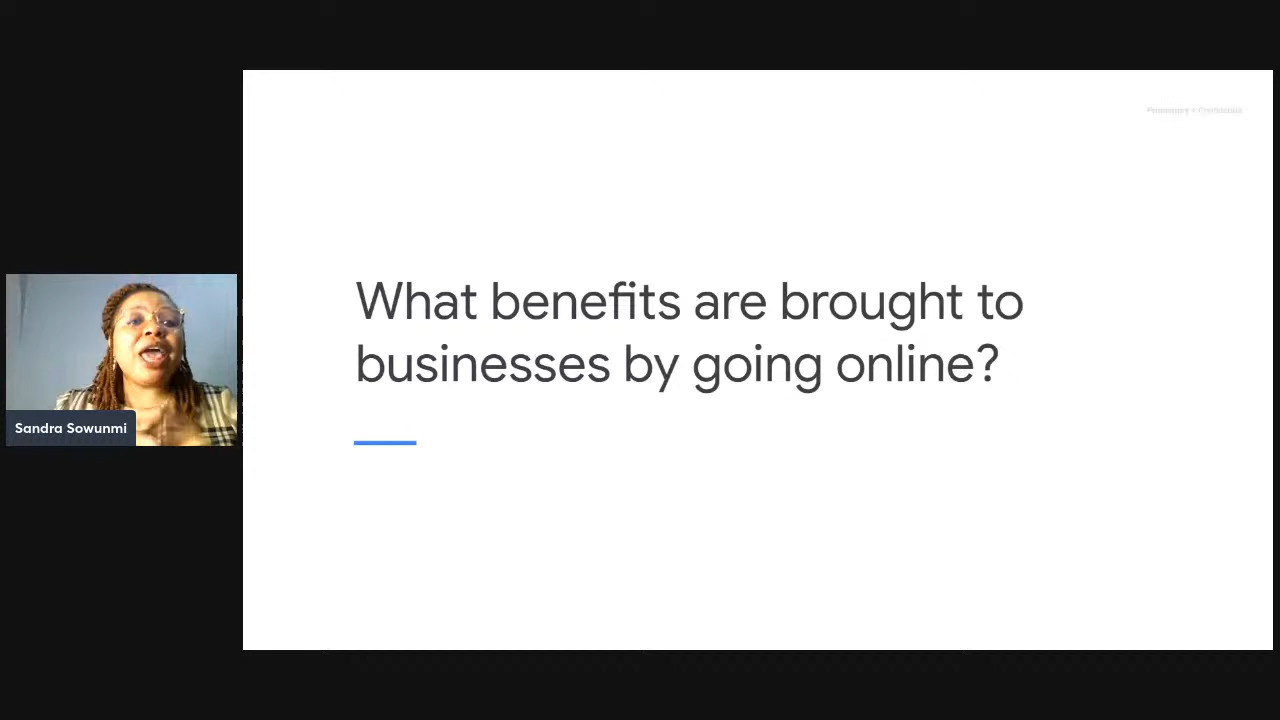 What benefits are brought to
businesses by going online?
Sandra Sowunmi